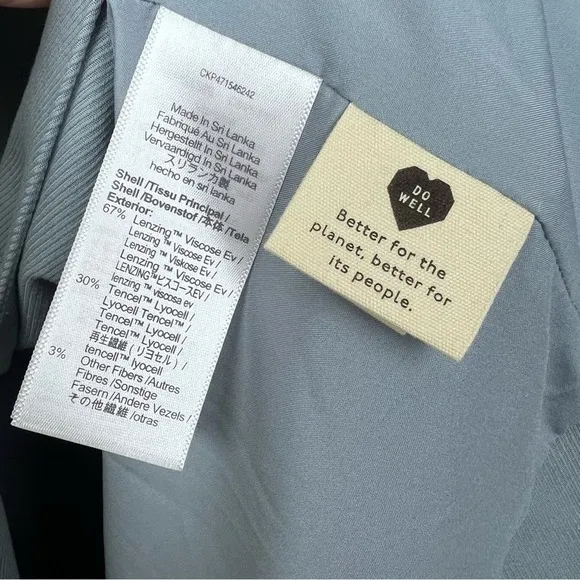 CKP471546242
Made In Sri Lanka
Fabriqué Au Sri Lanka
Hergestellt In Sri Lanka
Vervaardigd In Sri Lanka
スリランカ製
hecho en sri lanka
Shell /Tissu Principal /
Shell /Bovenstof /本体 /Tela
Exterior:
67% Lenzing™ Viscose Ev /
Lenzing™ Viscose Ev /
Lenzing™ Viskose Ev /
Lenzing™ Viscose Ev /
LENZING™ビスコースEV /
lenzing™ viscosa ev
30% Tencel™ Lyocell /
Lyocell Tencel™ /
Tencel™ Lyocell /
Tencel™ Lyocell /
再生繊維 (リヨセル) /
tencell™ lyocell
3% Other Fibers /Autres
Fibres /Sonstige
Fasern /Andere Vezels /
その他繊維 /otras
DO
WELL
Better for the
planet, better for
its people.